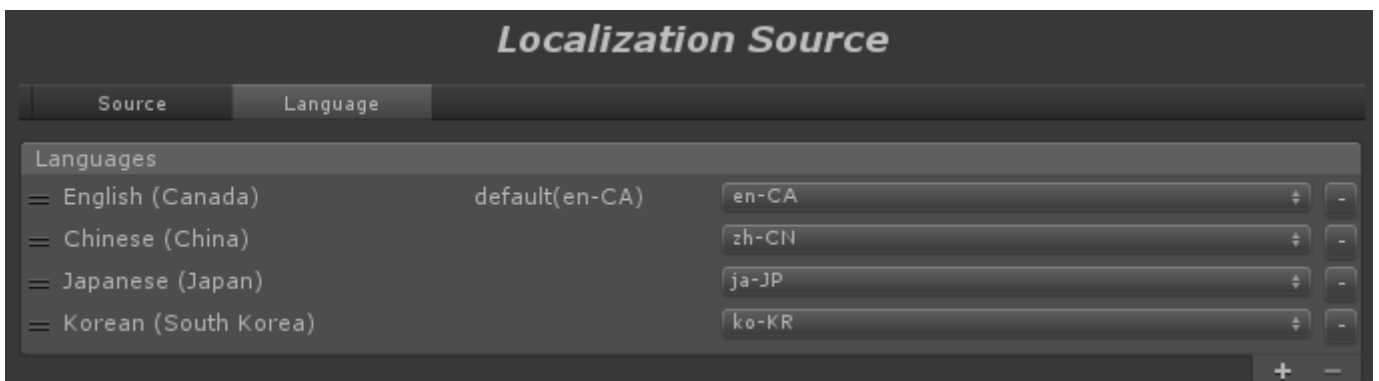 Localization Source
Source Language
Languages
English (Canada) default(en-CA) en-CA -
Chinese (China) zh-CN -
Japanese (Japan) ja-JP -
Korean (South Korea) ko-KR -
+ −